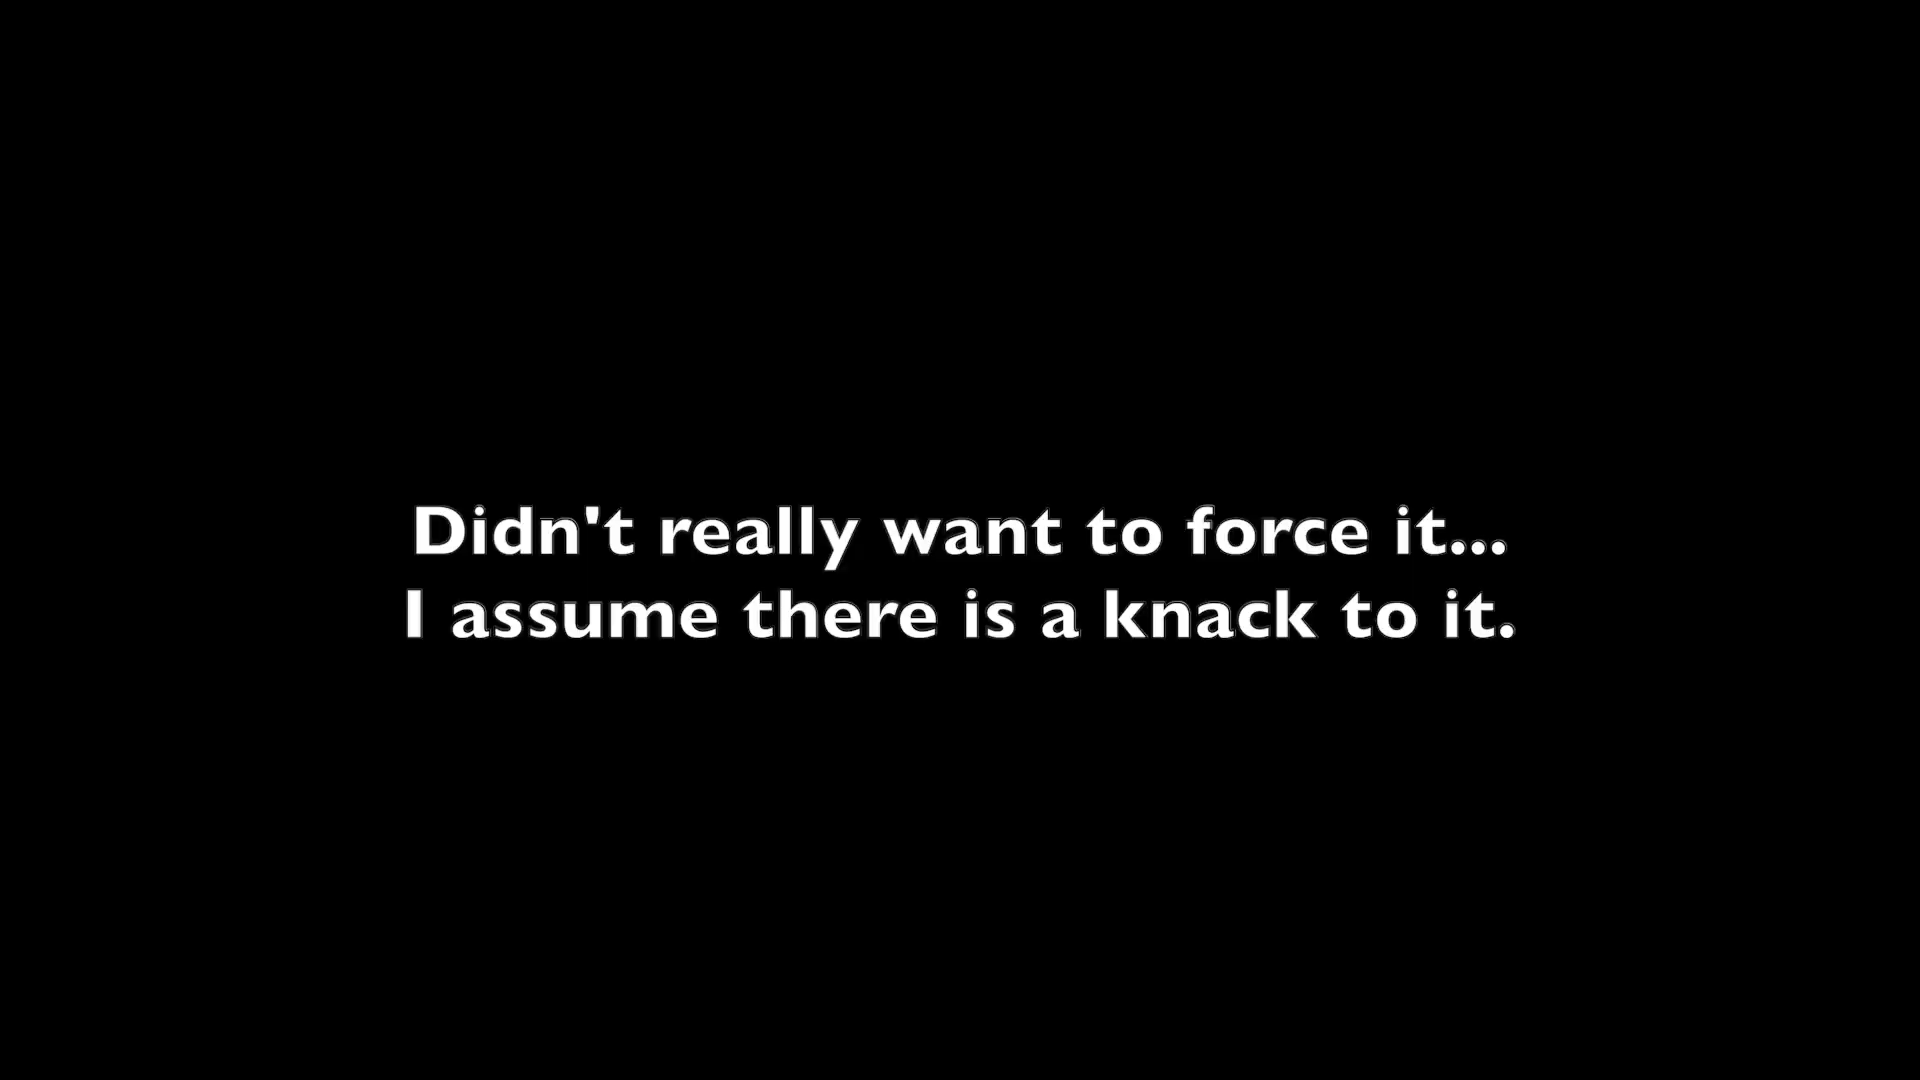 Didn't really want to force it...
I assume there is a knack to it.